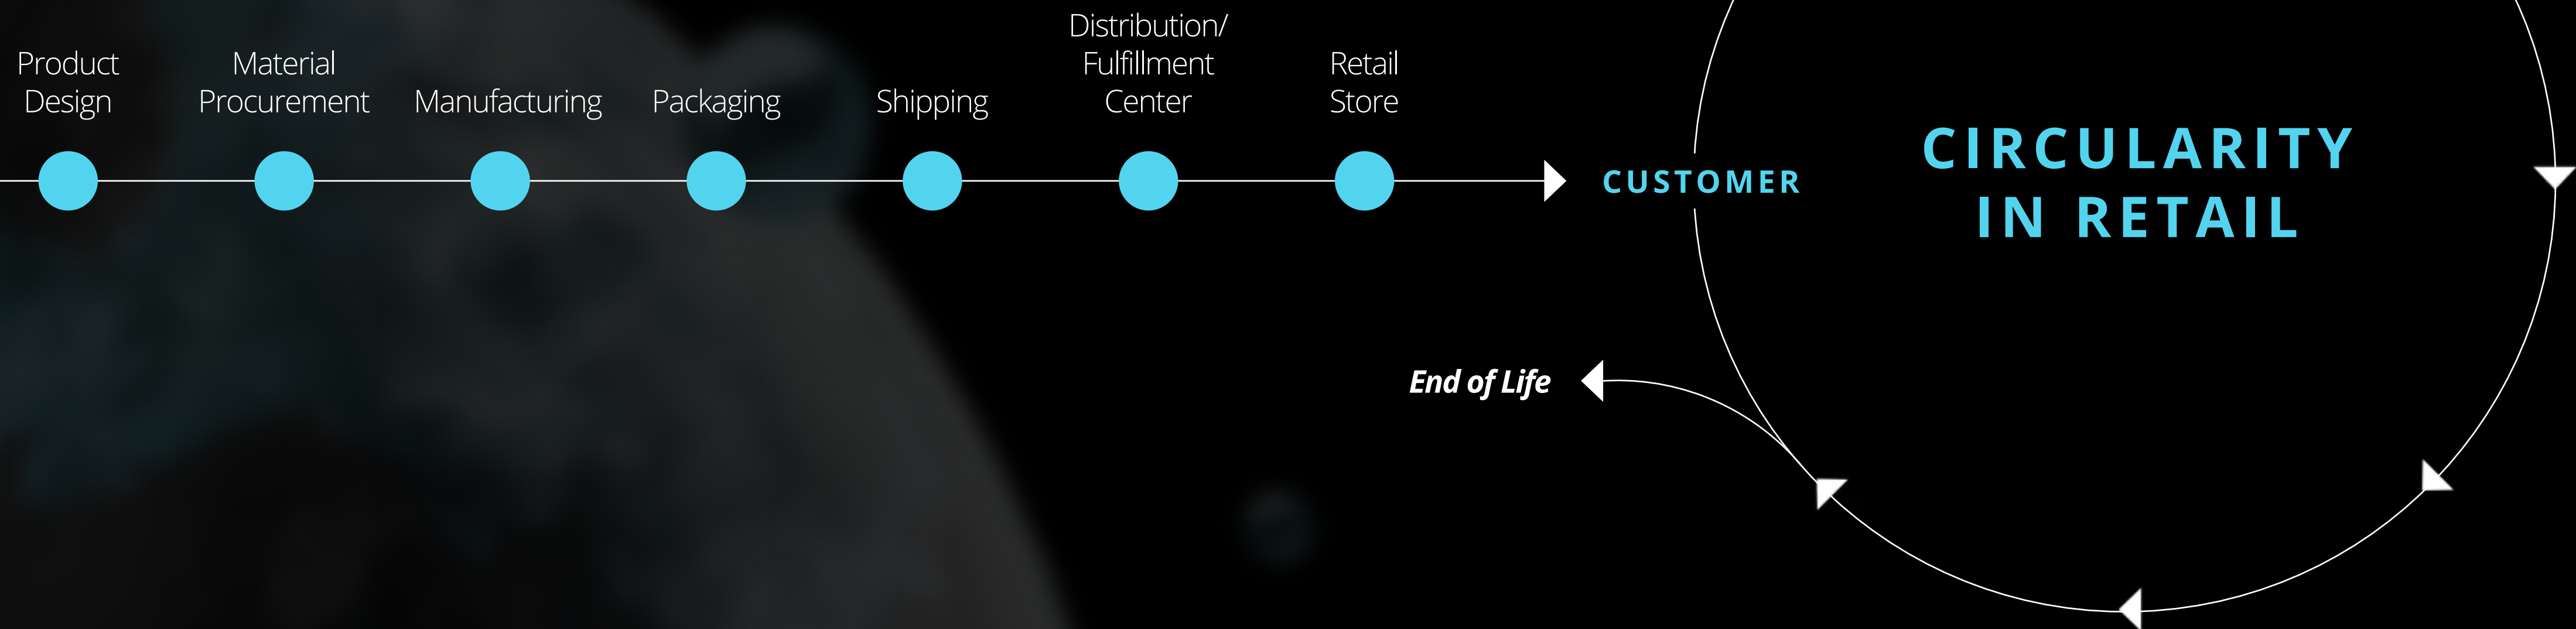 Product
Design
Material
Procurement
Manufacturing
Packaging
Shipping
Distribution/
Fulfillment
Center
Retail
Store
CUSTOMER
CIRCULARITY
IN RETAIL
End of Life